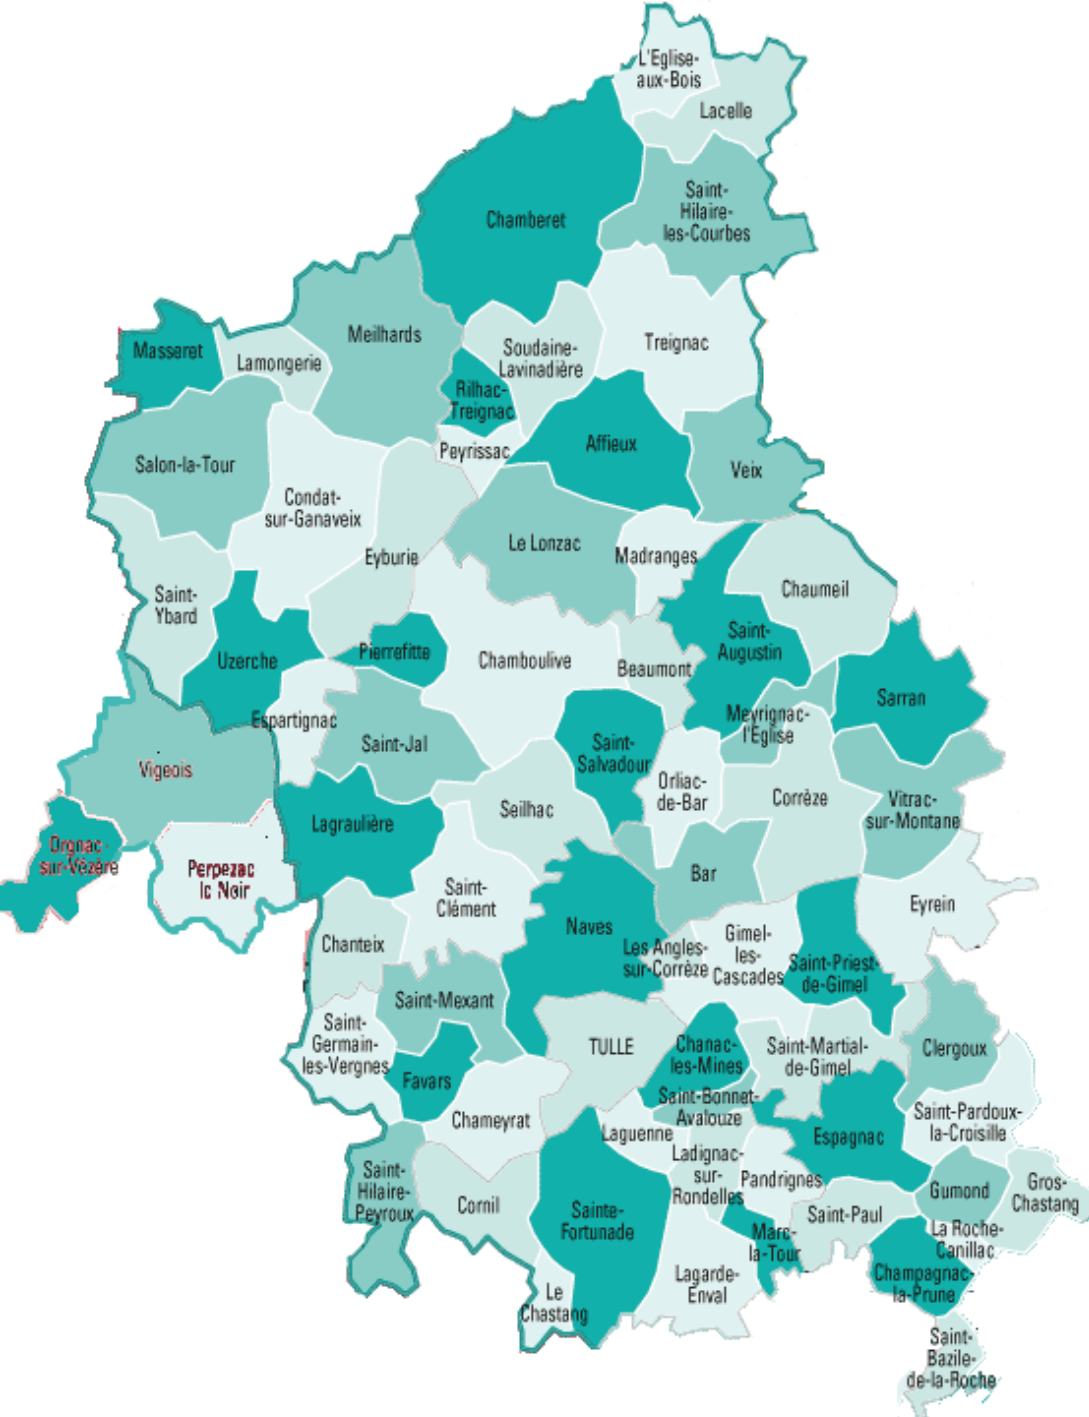 L'Eglise-
aux-Bois
Lacelle
Saint-
Hilaire-
les-Courbes
Chamberet
Meilhards
Treignac
Soudaine-
Lavinadière
Masseret
Lamongerie
Rilhac-
Treignac
Peyrissac
Affieux
Veix
Salon-la-Tour
Condat-
sur-Ganaveix
Eyburie
Le Lonzac
Madranges
Chaumeil
Saint-
Ybard
Uzerche
Pierrefitte
Chamboulive
Beaumont
Saint-
Augustin
Sarran
Espartignac
Meyrignac-
l'Eglise
Saint-Jal
Saint-
Salvadour
Vigeois
Orliac-
de-Bar
Corrèze
Vitrac-
sur-Montane
Lagraulière
Seilhac
Orgnac-
sur-Vézère
Perpezac
le Noir
Bar
Saint-
Clément
Eyrein
Naves
Chanteix
Les Angles-
sur-Corrèze
Gimel-
les-
Cascades
Saint-Priest-
de-Gimel
Saint-Mexant
Saint-
Germain-
les-Vergnes
TULLE
Chanac-
les-Mines
Saint-Martial-
de-Gimel
Clergoux
Favars
Saint-Bonnet-
Avalouze
Chameyrat
Laguenne
Espagnac
Saint-Pardoux-
la-Croisille
Ladignac-
sur-
Rondelles
Pandrignes
Saint-
Hilaire-
Peyroux
Cornil
Sainte-
Fortunade
Gumond
Gros-
Chastang
Saint-Paul
Marc-
la-Tour
La Roche-
Canillac
Lagarde-
Enval
Champagnac-
la-Prune
Le
Chastang
Saint-
Bazile-
de-la-Roche